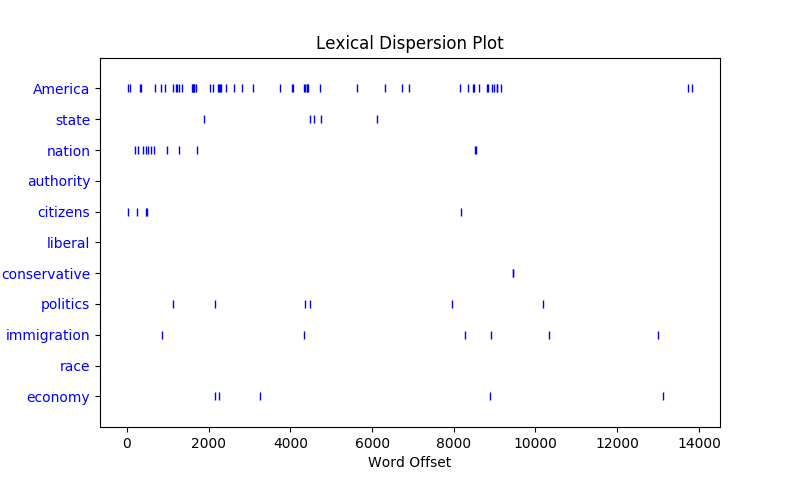 Lexical Dispersion Plot
America
state
nation
authority
citizens
liberal
conservative
politics
immigration
race
economy
0 2000 4000 6000 8000 10000 12000 14000
Word Offset